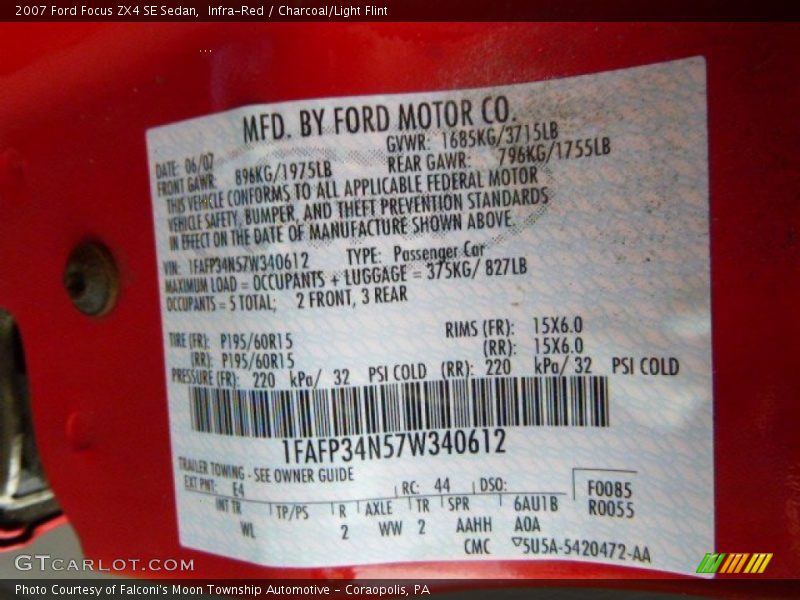 2007 Ford Focus ZX4 SE Sedan,  Infra-Red / Charcoal/Light Flint
...
MFD. BY FORD MOTOR CO.
DATE: 06/07 GVWR: 1685KG/3715LB
FRONT GAWR: 896KG/1975LB REAR GAWR: 796KG/1755LB
THIS VEHICLE CONFORMS TO ALL APPLICABLE FEDERAL MOTOR
VEHICLE SAFETY, BUMPER, AND THEFT PREVENTION STANDARDS
IN EFFECT ON THE DATE OF MANUFACTURE SHOWN ABOVE.
VIN: 1FAFP34N57W340612 TYPE: Passenger Car
MAXIMUM LOAD = OCCUPANTS + LUGGAGE = 375KG/ 827LB
OCCUPANTS = 5 TOTAL; 2 FRONT, 3 REAR
TIRE (FR): P195/60R15 RIMS (FR): 15X6.0
(RR): P195/60R15 (RR): 15X6.0
PRESSURE (FR): 220 kPa/ 32 PSI COLD (RR): 220 kPa/ 32 PSI COLD
1FAFP34N57W340612
TRAILER TOWING - SEE OWNER GUIDE
EXT PNT: E4 RC: 44 DSO: F0085
INT TR TP/PS R AXLE TR SPR 6AU1B R0055
WL 2 WW 2 AAHH A0A
CMC ▽5U5A-5420472-AA
GTCARLOT.COM
Photo Courtesy of Falconi's Moon Township Automotive - Coraopolis, PA